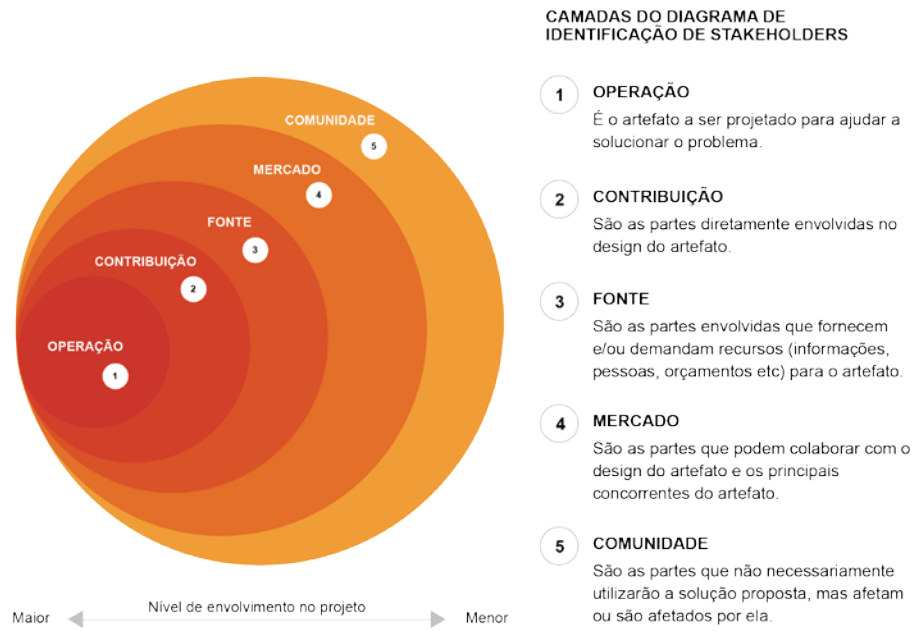 CAMADAS DO DIAGRAMA DE
IDENTIFICAÇÃO DE STAKEHOLDERS
COMUNIDADE
5
MERCADO
4
FONTE
3
CONTRIBUIÇÃO
2
OPERAÇÃO
1
Maior
Nível de envolvimento no projeto
Menor
1
OPERAÇÃO
É o artefato a ser projetado para ajudar a
solucionar o problema.
2
CONTRIBUIÇÃO
São as partes diretamente envolvidas no
design do artefato.
3
FONTE
São as partes envolvidas que fornecem
e/ou demandam recursos (informações,
pessoas, orçamentos etc) para o artefato.
4
MERCADO
São as partes que podem colaborar com o
design do artefato e os principais
concorrentes do artefato.
5
COMUNIDADE
São as partes que não necessariamente
utilizarão a solução proposta, mas afetam
ou são afetados por ela.